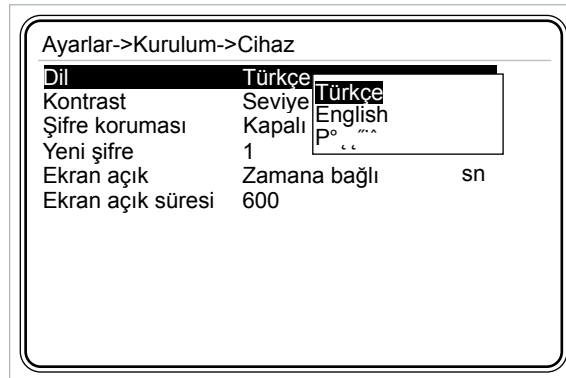 Ayarlar->Kurulum->Cihaz
Dil Türkçe
Kontrast Seviye
Şifre koruması Kapalı
Yeni şifre 1
Ekran açık Zamana bağlı sn
Ekran açık süresi 600
Türkçe
English